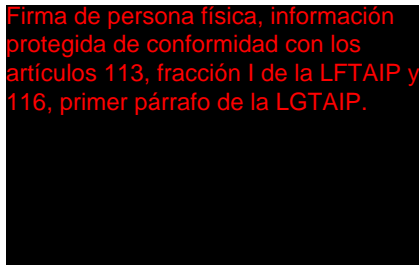 Firma de persona física, información
protegida de conformidad con los
artículos 113, fracción I de la LFTAIP y
116, primer párrafo de la LGTAIP.